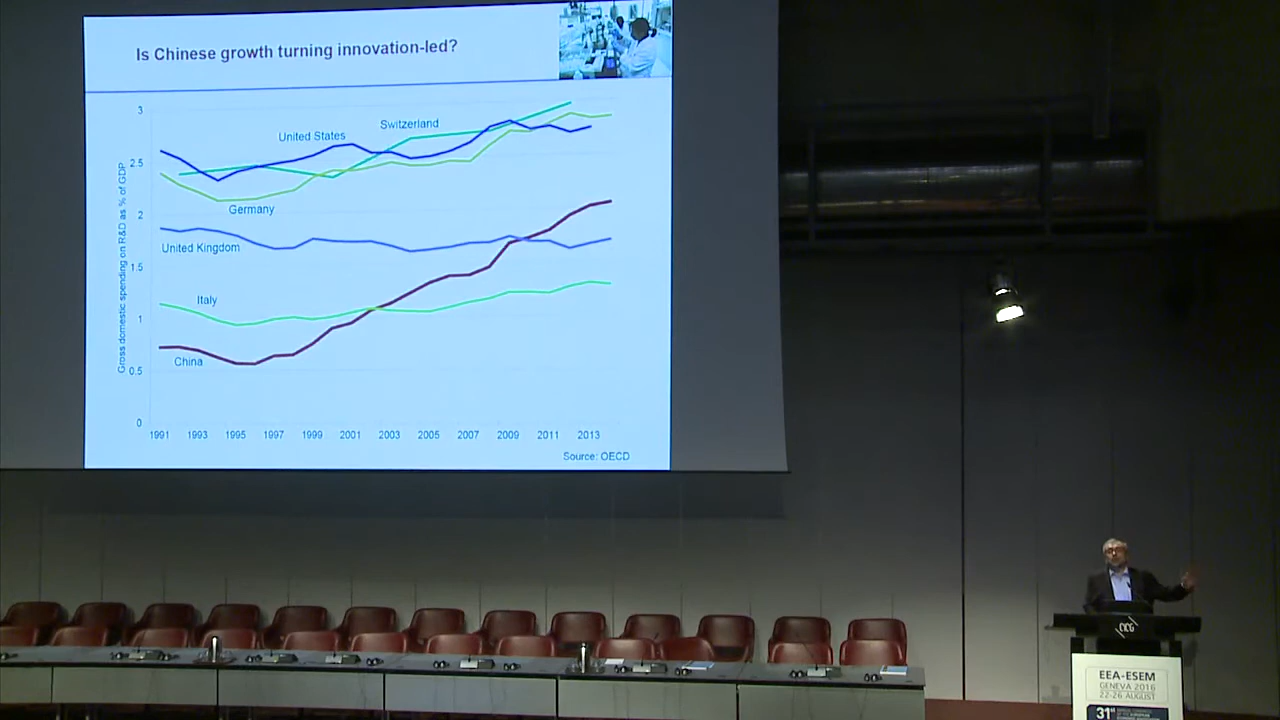 Is Chinese growth turning innovation-led?
Gross domestic spending on R&D as % of GDP
3
2.5
2
1.5
1
0.5
0
United States
Switzerland
Germany
United Kingdom
Italy
China
1991 1993 1995 1997 1999 2001 2003 2005 2007 2009 2011 2013
Source: OECD
CICG
EEA-ESEM
GENEVA 2016
22-26 AUGUST
31st